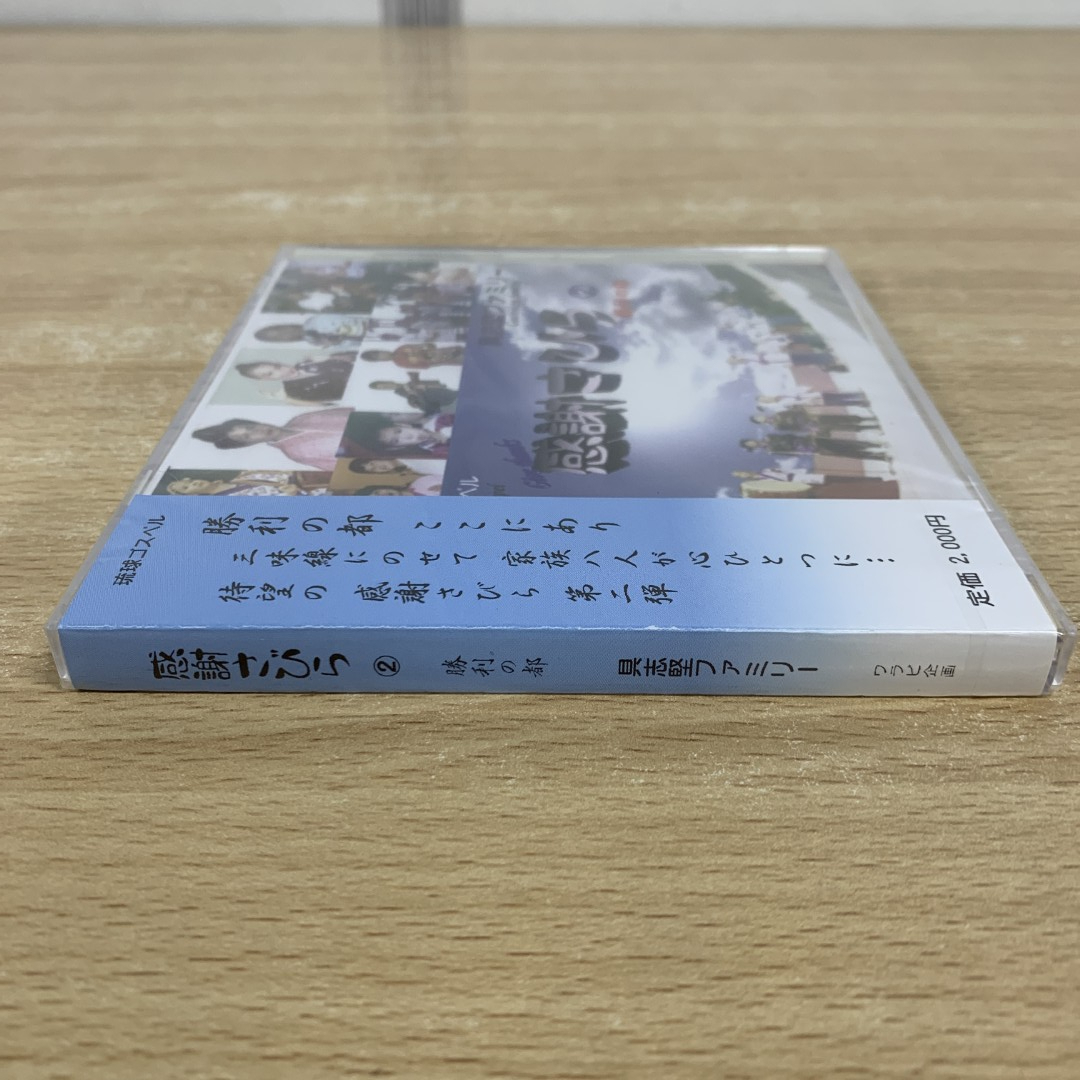 琉球ゴスペル
勝利の都 ここにあり
三味線にのせて 家族八人が心ひとつに…
待望の 感謝さびら 第二弾
定価 2,000円
感謝さびら ② 勝利の都 具志堅ファミリー ワラビ企画
感謝さびら